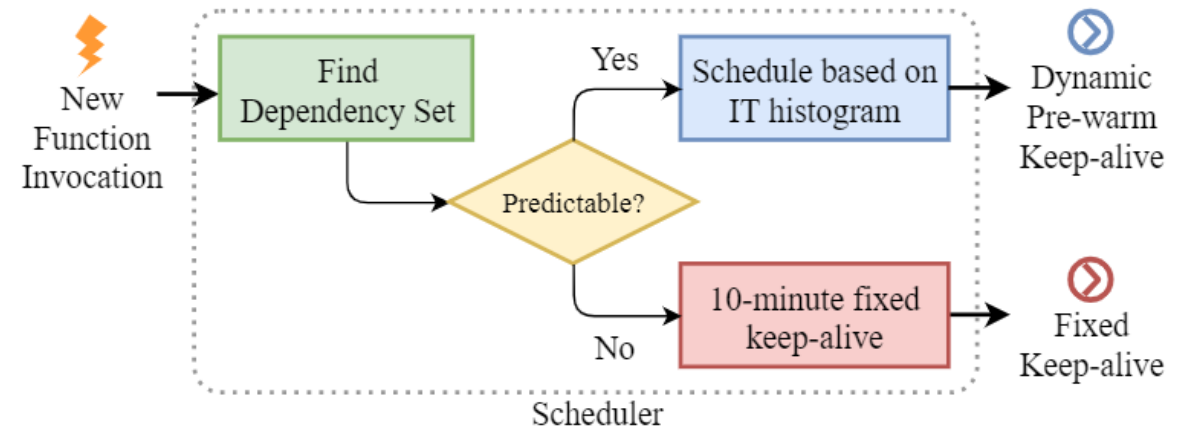 New
Function
Invocation
Find
Dependency Set
Predictable?
Yes
Schedule based on
IT histogram
Dynamic
Pre-warm
Keep-alive
No
10-minute fixed
keep-alive
Fixed
Keep-alive
Scheduler